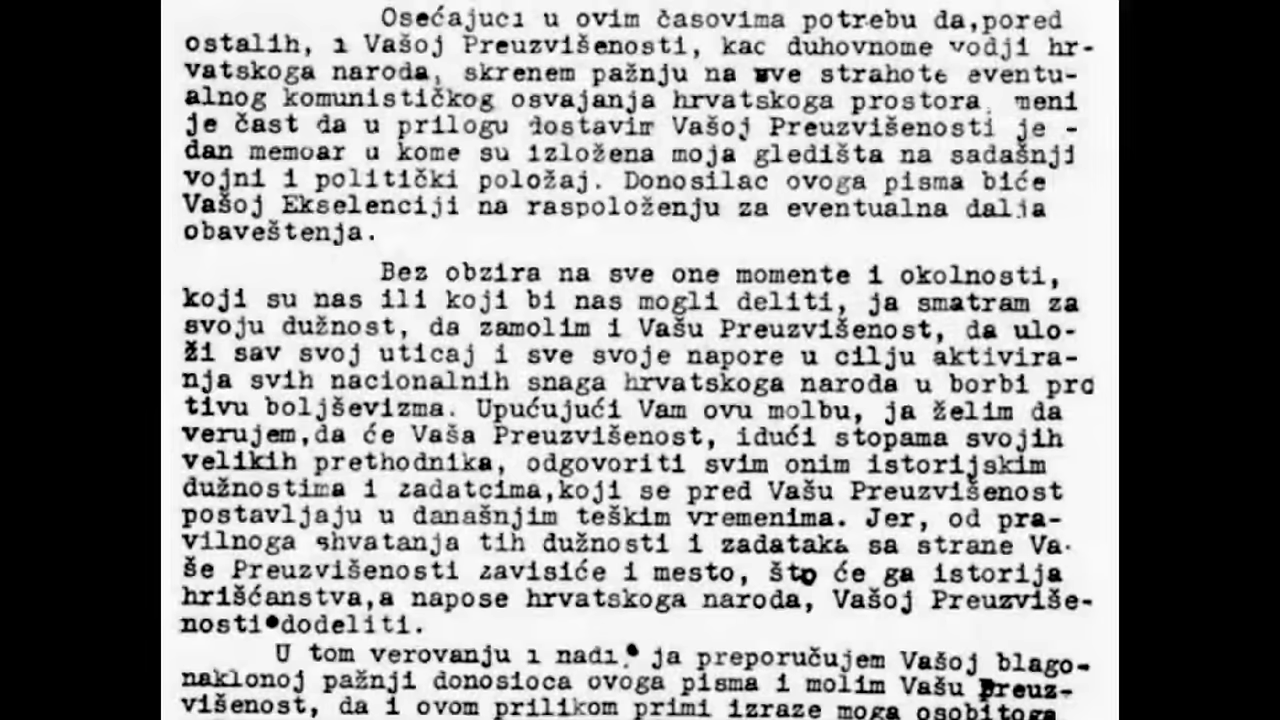 Osećajući u ovim časovima potrebu da,pored
ostalih, i Vašoj Preuzvišenosti, kao duhovnome vodji hr-
vatskoga naroda, skrenem pažnju na sve strahote eventu-
alnog komunističkog osvajanja hrvatskoga prostora, meni
je čast da u prilogu dostavim Vašoj Preuzvišenosti je -
dan memoar u kome su izložena moja gledišta na sadašnji
vojni i politički položaj. Donosilac ovoga pisma biće
Vašoj Ekselenciji na raspoloženju za eventualna dalja
obaveštenja.
Bez obzira na sve one momente i okolnosti,
koji su nas ili koji bi nas mogli deliti, ja smatram za
svoju dužnost, da zamolim i Vašu Preuzvišenost, da ulo-
ži sav svoj uticaj i sve svoje napore u cilju aktivira-
nja svih nacionalnih snaga hrvatskoga naroda u borbi pro
tivu boljševizma. Upućujući Vam ovu molbu, ja želim da
verujem,da će Vaša Preuzvišenost, idući stopama svojih
velikih prethodnika, odgovoriti svim onim istorijskim
dužnostima i zadatcima,koji se pred Vašu Preuzvišenost
postavljaju u današnjim teškim vremenima. Jer, od pra-
vilnoga shvatanja tih dužnosti i zadataka sa strane Va-
še Preuzvišenosti zavisiće i mesto, što će ga istorija
hrišćanstva,a napose hrvatskoga naroda, Vašoj Preuzviše-
nosti dodeliti.
U tom verovanju i nadi, ja preporučujem Vašoj blago-
naklonoj pažnji donosioca ovoga pisma i molim Vašu Preuz-
višenost, da i ovom prilikom primi izraze moga osobitoga